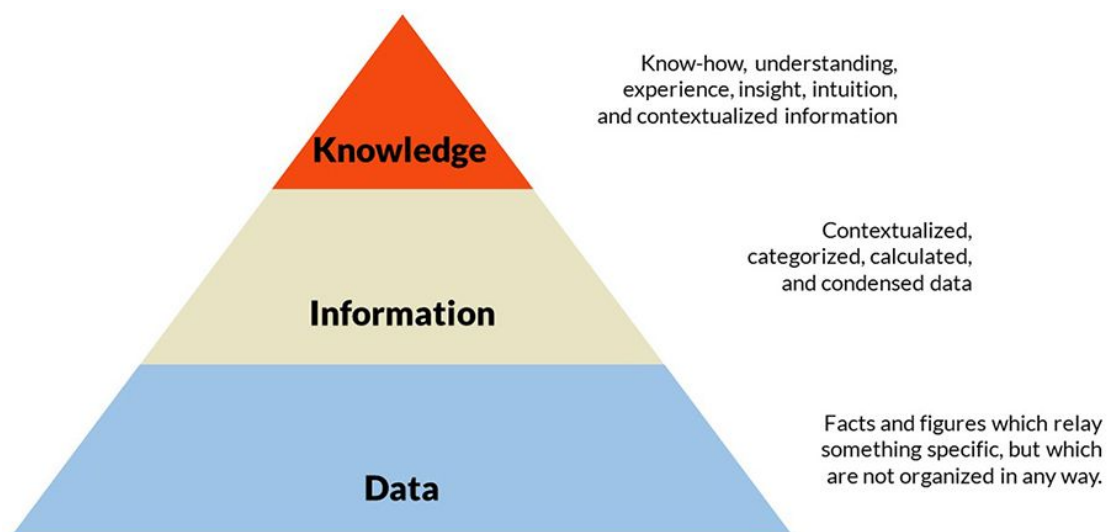 Know-how, understanding,
experience, insight, intuition,
and contextualized information
Knowledge
Contextualized,
categorized, calculated,
and condensed data
Information
Facts and figures which relay
something specific, but which
are not organized in any way.
Data